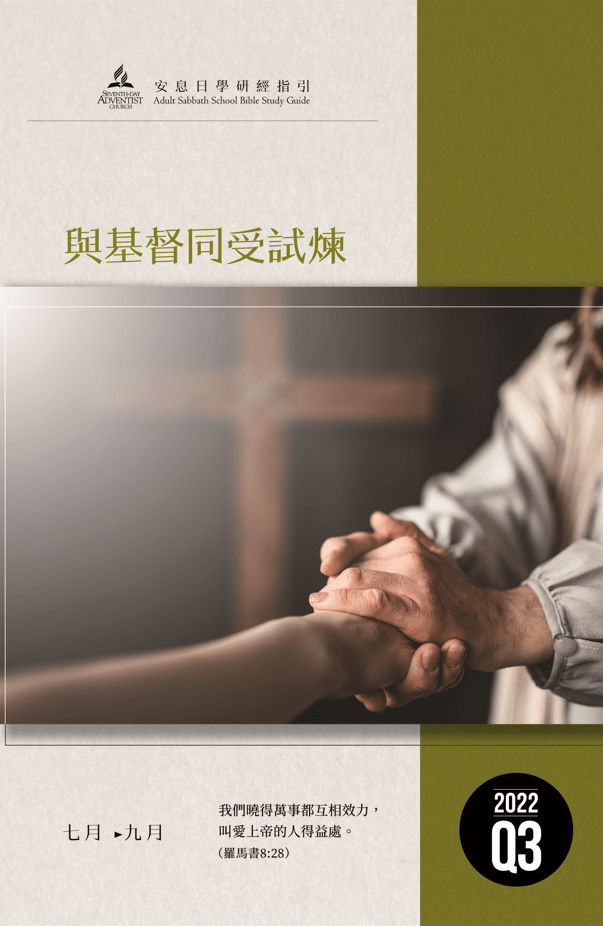 SEVENTH-DAY
ADVENTIST
CHURCH
安息日學研經指引
Adult Sabbath School Bible Study Guide
與基督同受試煉
七月 ►九月
我們曉得萬事都互相效力，
叫愛上帝的人得益處。
（羅馬書8:28）
2022
Q3